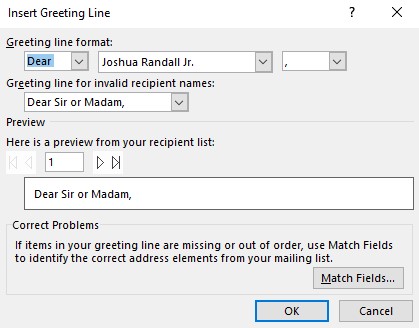 Insert Greeting Line ? ×
Greeting line format:
Dear Joshua Randall Jr. ,
Greeting line for invalid recipient names:
Dear Sir or Madam,
Preview
Here is a preview from your recipient list:
1
Dear Sir or Madam,
Correct Problems
If items in your greeting line are missing or out of order, use Match Fields
to identify the correct address elements from your mailing list.
Match Fields...
OK Cancel